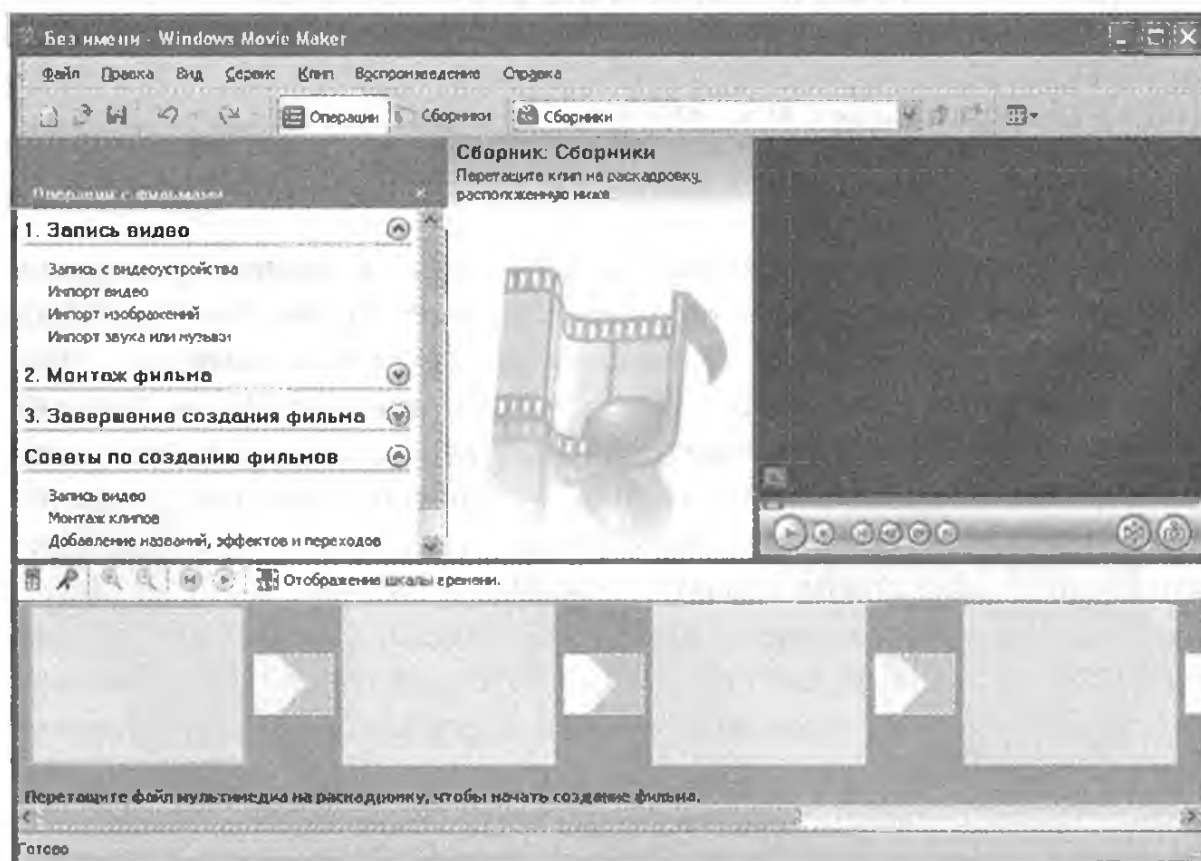 Без имени - Windows Movie Maker
Файл Правка Вид Сервис Клип Воспроизведение Справка
Операции Сборники Сборники
Операции с фильмами
Сборник: Сборники
Перетащите клип на раскадровку,
расположенную ниже.
1. Запись видео
Запись с видеоустройства
Импорт видео
Импорт изображений
Импорт звука или музыки
2. Монтаж фильма
3. Завершение создания фильма
Советы по созданию фильмов
Запись видео
Монтаж клипов
Добавление названий, эффектов и переходов
Отображение шкалы времени.
Перетащите файл мультимедиа на раскадровку, чтобы начать создание фильма.
Готово